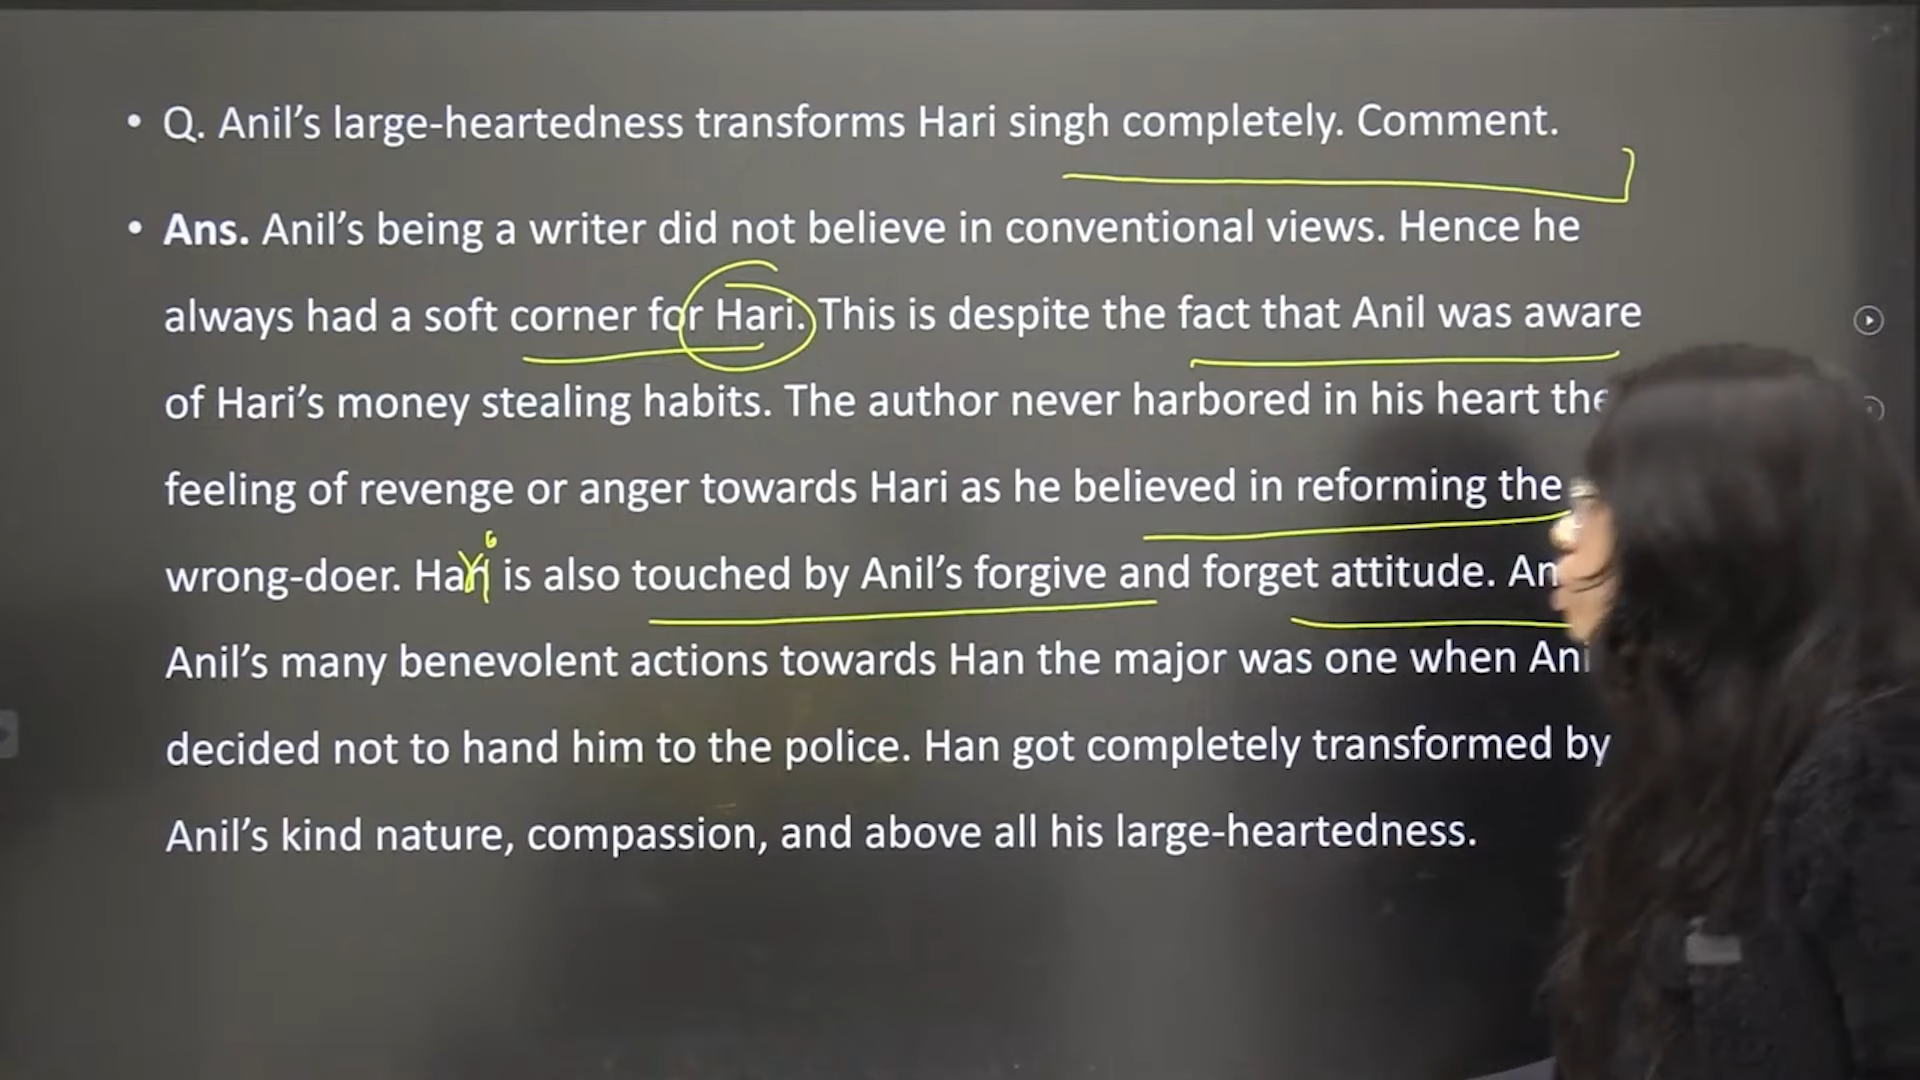 • Q. Anil’s large-heartedness transforms Hari singh completely. Comment.
• Ans. Anil’s being a writer did not believe in conventional views. Hence he
always had a soft corner for Hari. This is despite the fact that Anil was aware
of Hari’s money stealing habits. The author never harbored in his heart the
feeling of revenge or anger towards Hari as he believed in reforming the
wrong-doer. Hari is also touched by Anil’s forgive and forget attitude.
Anil’s many benevolent actions towards Han the major was one when
decided not to hand him to the police. Han got completely transformed by
Anil’s kind nature, compassion, and above all his large-heartedness.